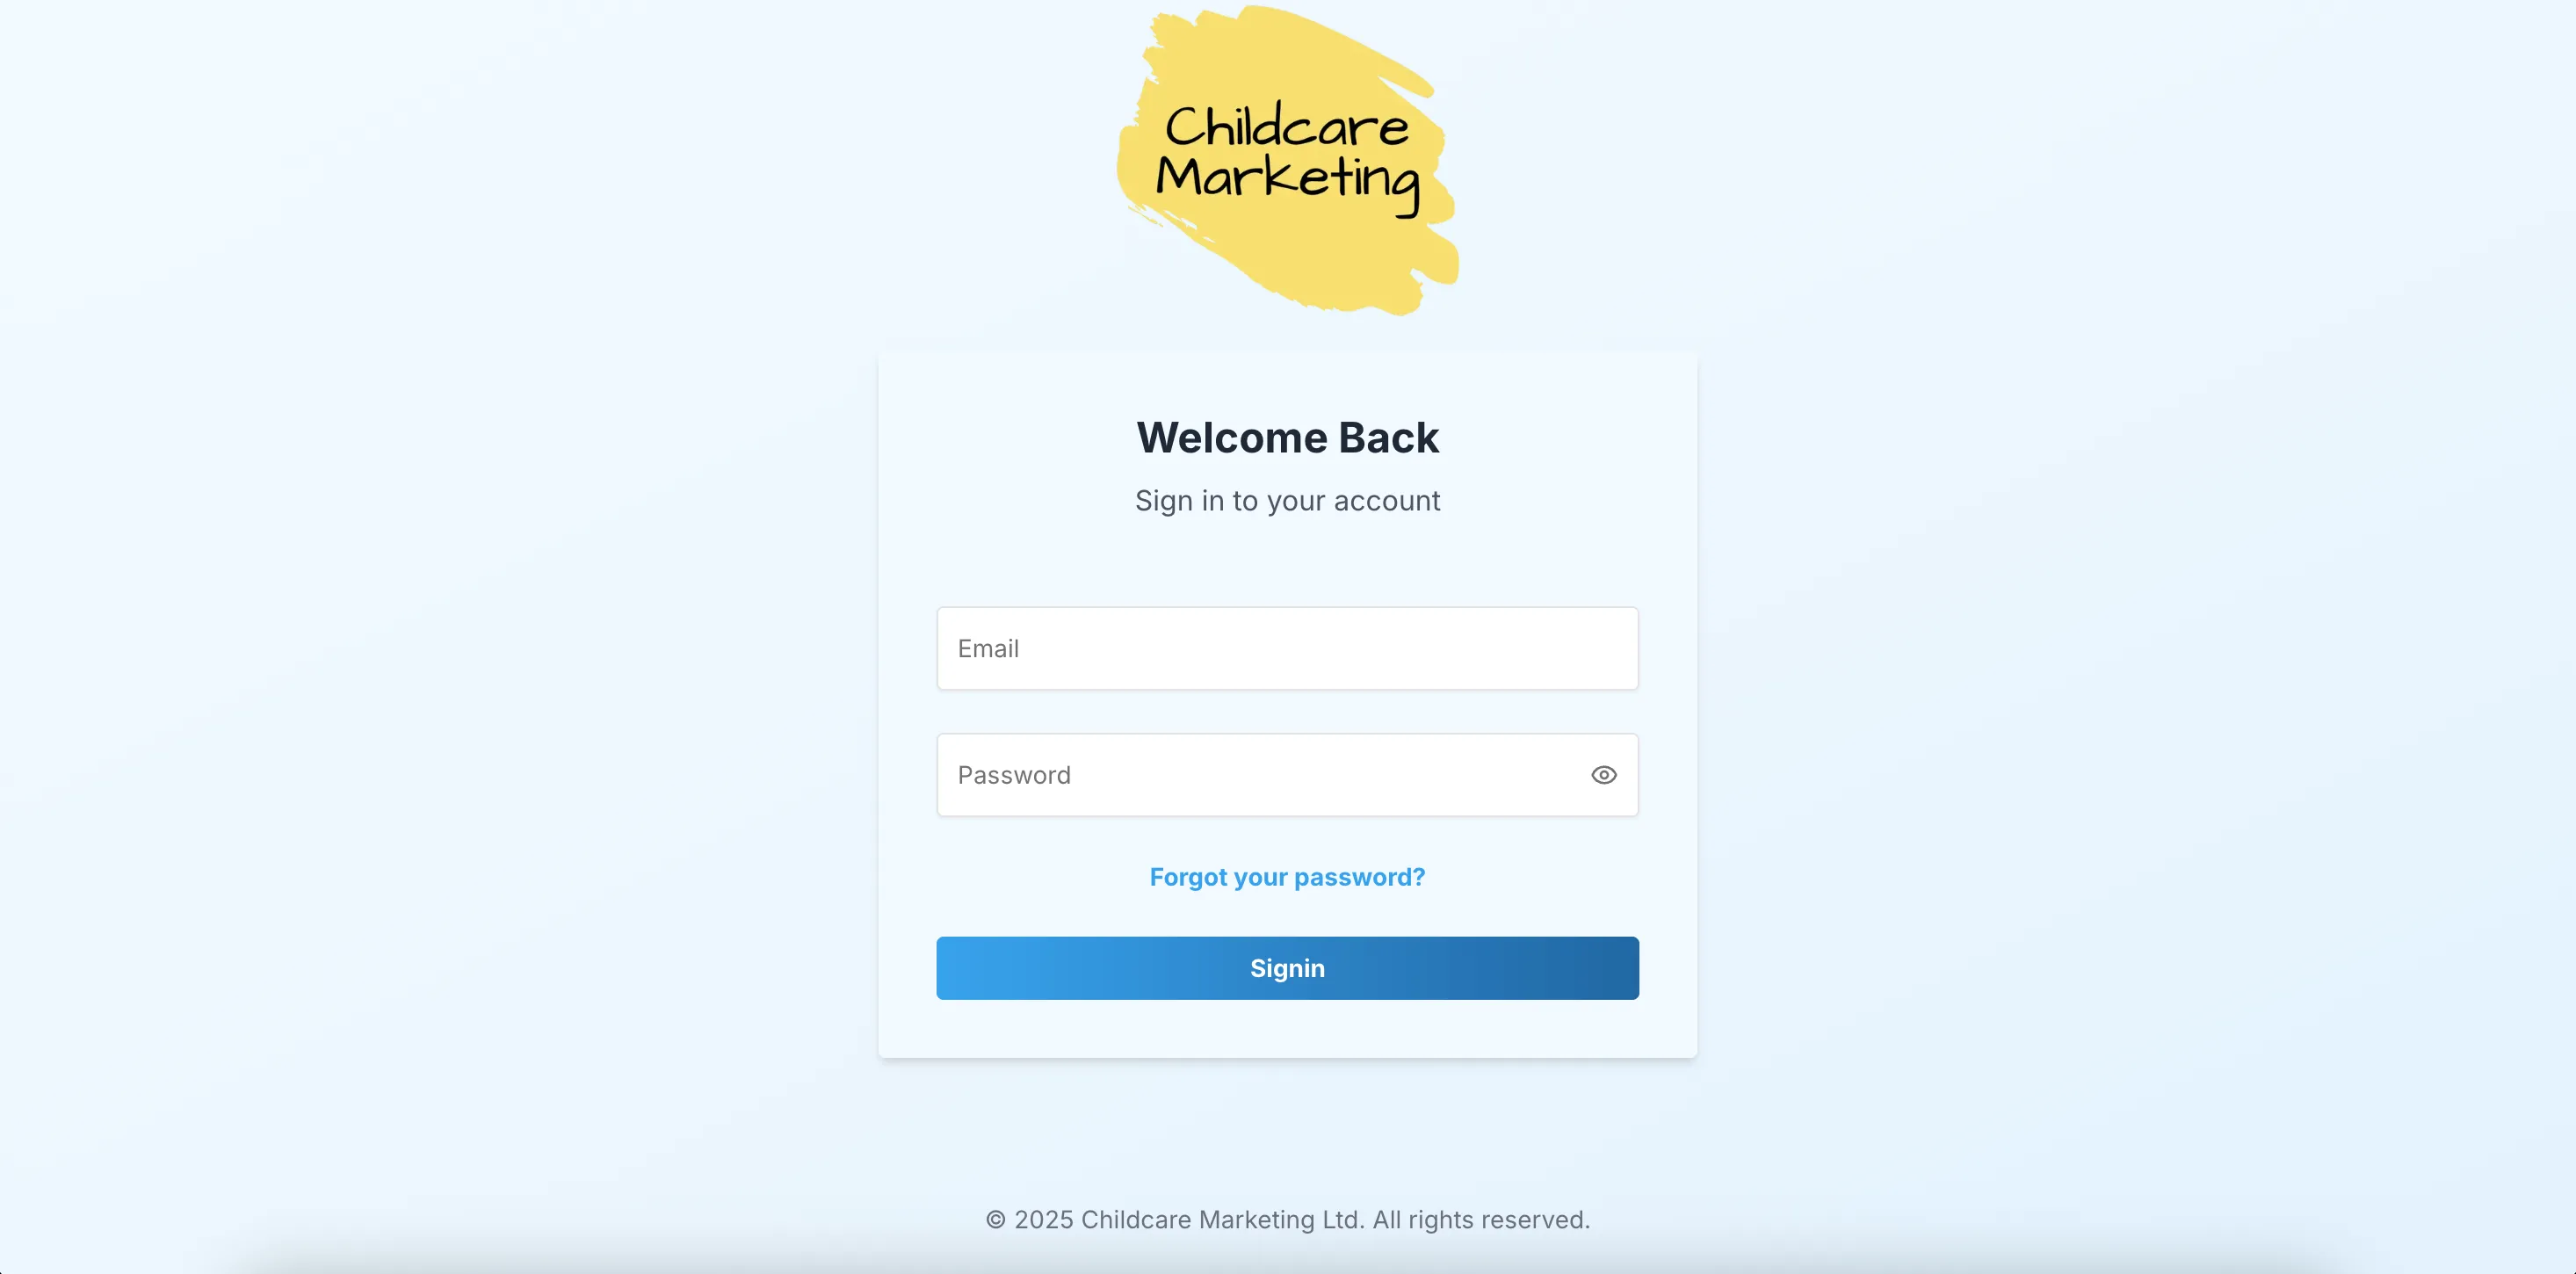 Childcare
Marketing
Welcome Back
Sign in to your account
Email
Password
Forgot your password?
Signin
© 2025 Childcare Marketing Ltd. All rights reserved.